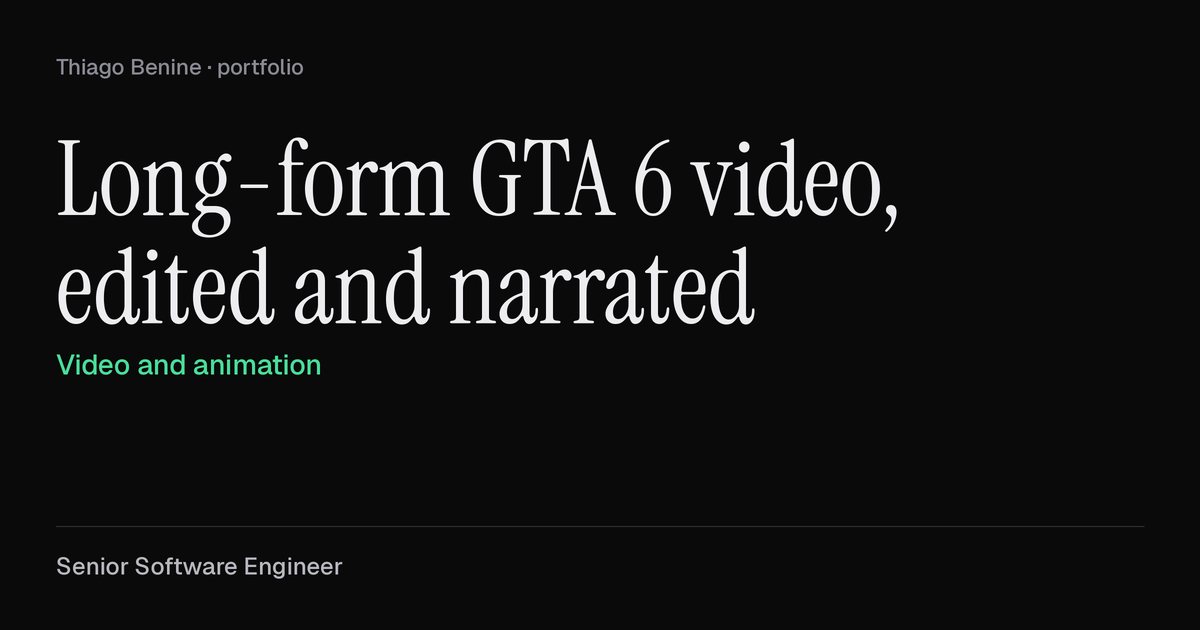 Thiago Benine · portfolio
Long-form GTA 6 video,
edited and narrated
Video and animation
Senior Software Engineer